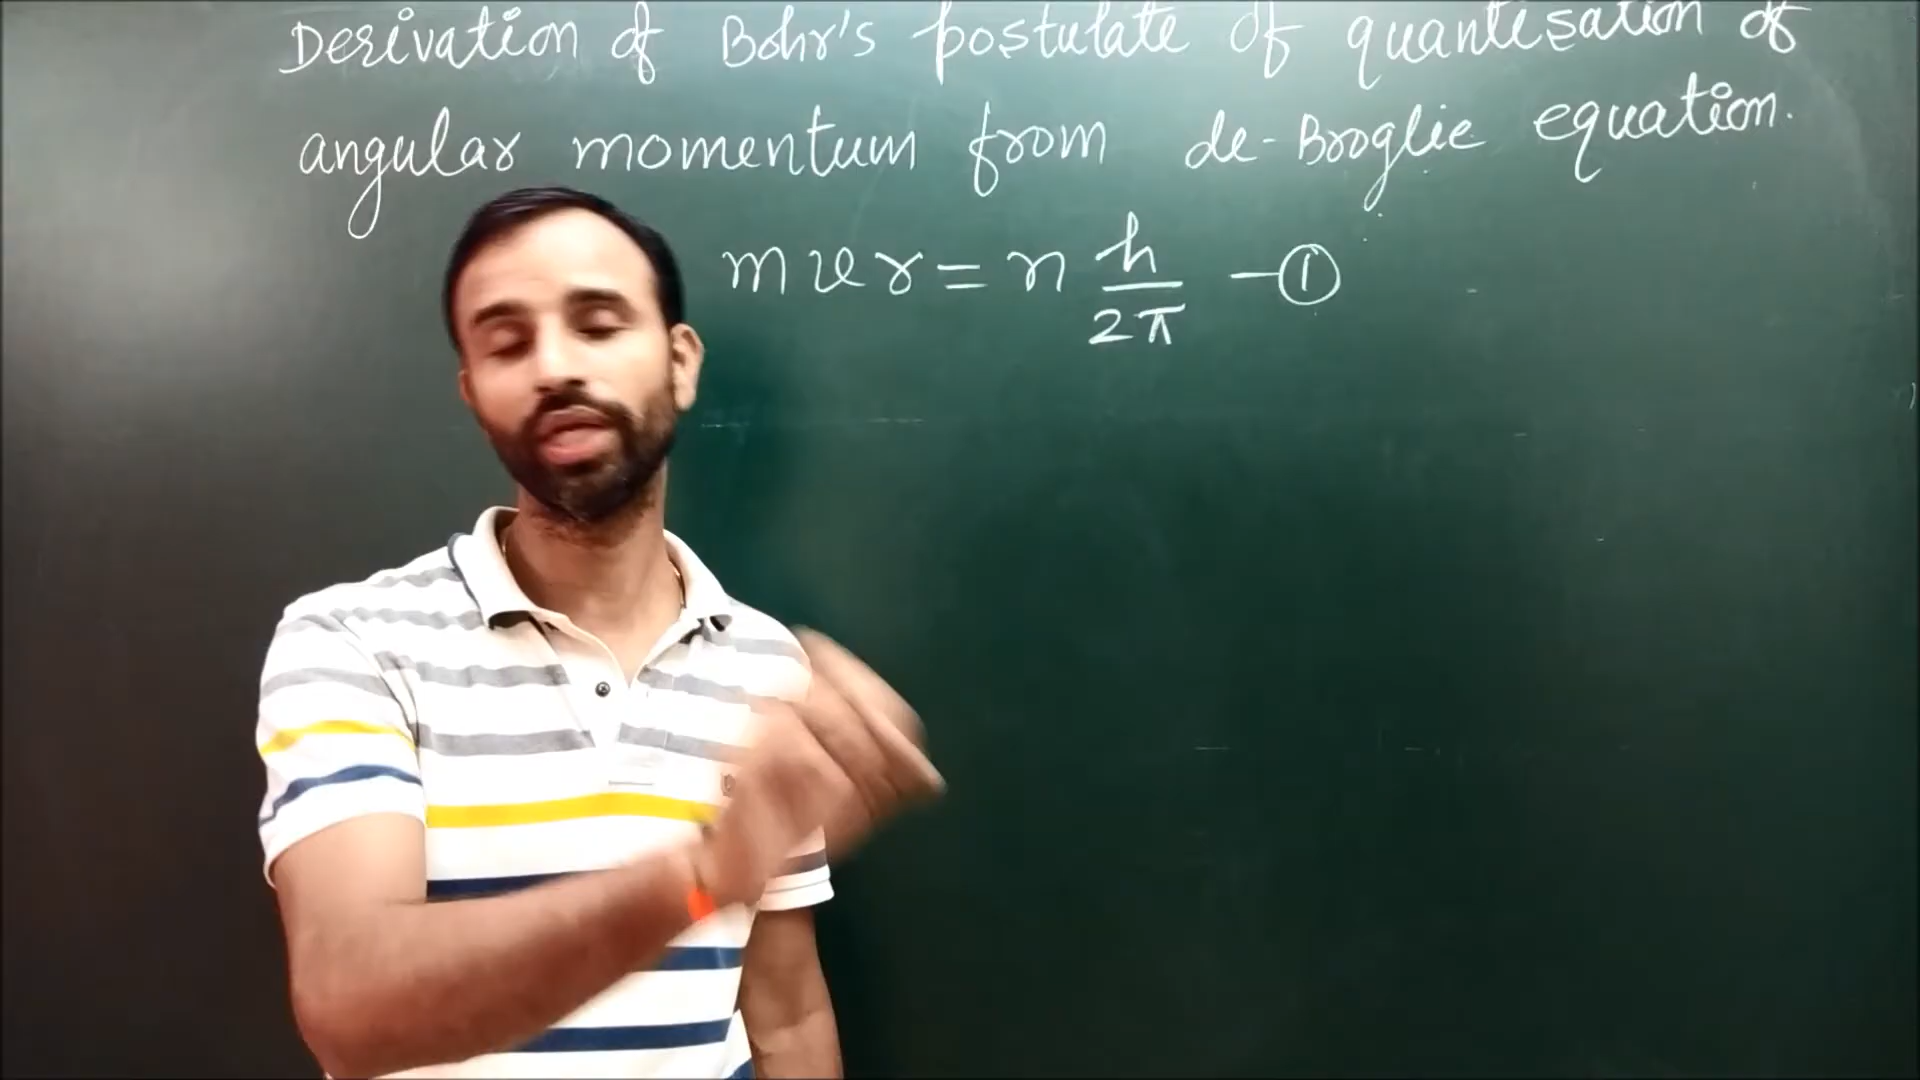 Derivation of Bohr's postulate of quantisation of
angular momentum from de-Broglie equation.
mvr = n h/2π —①